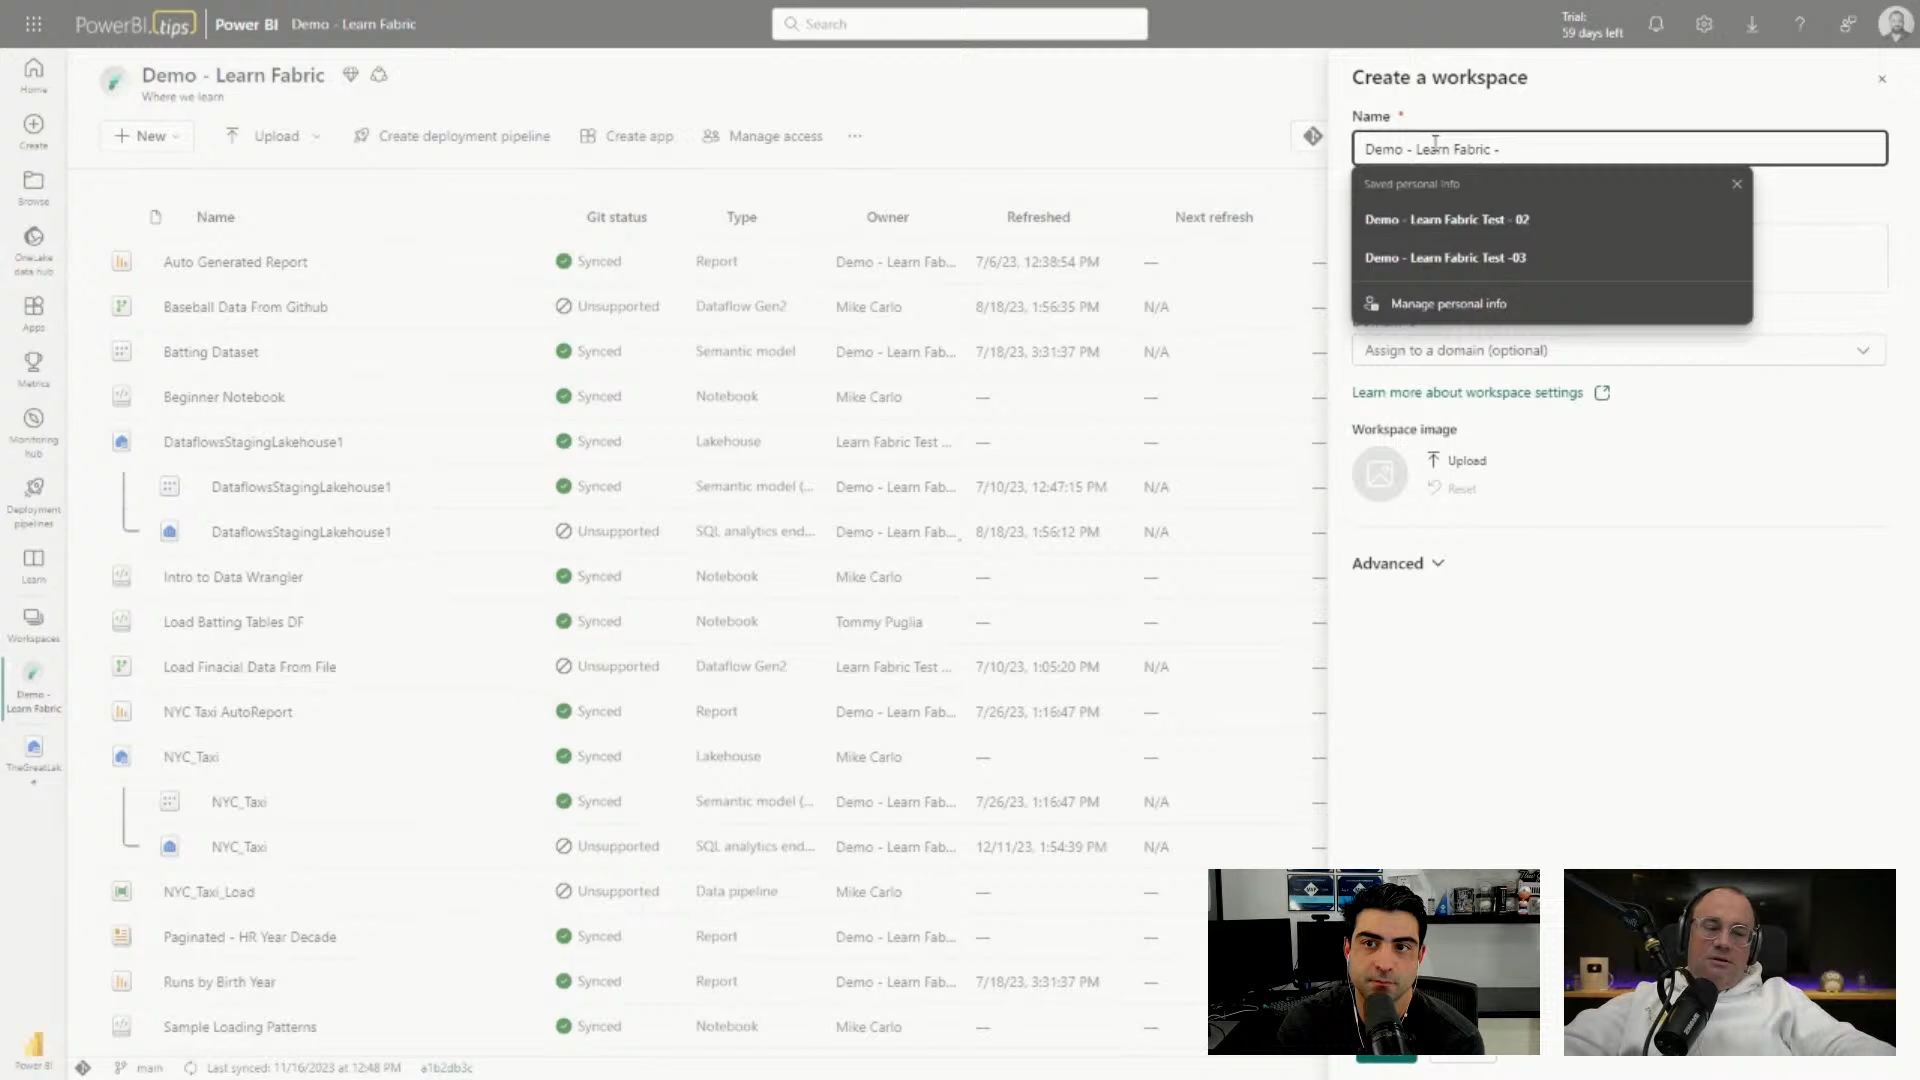 PowerBI.tips
Power BI
Demo - Learn Fabric
Search
Trial:
59 days left
Home
Create
Browse
OneLake
data hub
Apps
Metrics
Monitoring
hub
Deployment
pipelines
Learn
Workspaces
Demo -
Learn Fabric
TheGreatLak
e
Power BI
Demo - Learn Fabric
Where we learn
New
Upload
Create deployment pipeline
Create app
Manage access
...
Name Git status Type Owner Refreshed Next refresh
Auto Generated Report Synced Report Demo - Learn Fab... 7/6/23, 12:38:54 PM — —
Baseball Data From Github Unsupported Dataflow Gen2 Mike Carlo 8/18/23, 1:56:35 PM N/A —
Batting Dataset Synced Semantic model Demo - Learn Fab... 7/18/23, 3:31:37 PM N/A —
Beginner Notebook Synced Notebook Mike Carlo — — —
DataflowsStagingLakehouse1 Synced Lakehouse Learn Fabric Test ... — — —
DataflowsStagingLakehouse1 Synced Semantic model (... Demo - Learn Fab... 7/10/23, 12:47:15 PM N/A —
DataflowsStagingLakehouse1 Unsupported SQL analytics end... Demo - Learn Fab... 8/18/23, 1:56:12 PM N/A —
Intro to Data Wrangler Synced Notebook Mike Carlo — — —
Load Batting Tables DF Synced Notebook Tommy Puglia — — —
Load Finacial Data From File Unsupported Dataflow Gen2 Learn Fabric Test ... 7/10/23, 1:05:20 PM N/A —
NYC Taxi AutoReport Synced Report Demo - Learn Fab... 7/26/23, 1:16:47 PM — —
NYC_Taxi Synced Lakehouse Mike Carlo — — —
NYC_Taxi Synced Semantic model (... Demo - Learn Fab... 7/26/23, 1:16:47 PM N/A —
NYC_Taxi Unsupported SQL analytics end... Demo - Learn Fab... 12/11/23, 1:54:39 PM N/A —
NYC_Taxi_Load Unsupported Data pipeline Mike Carlo — —
Paginated - HR Year Decade Synced Report Demo - Learn Fab... — —
Runs by Birth Year Synced Report Demo - Learn Fab... 7/18/23, 3:31:37 PM —
Sample Loading Patterns Synced Notebook Mike Carlo — —
main
Last synced: 11/16/2023 at 12:48 PM
a1b2db3c
Create a workspace
Name *
Demo - Learn Fabric -
Saved personal info
Demo - Learn Fabric Test - 02
Demo - Learn Fabric Test -03
Manage personal info
Assign to a domain (optional)
Learn more about workspace settings
Workspace image
Upload
Reset
Advanced